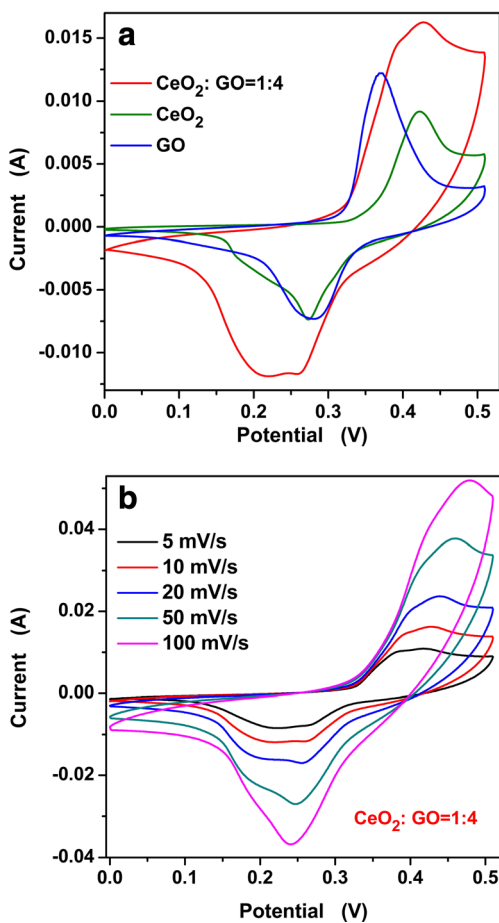 a
0.015
0.010
0.005
0.000
-0.005
-0.010
Current (A)
CeO₂: GO=1:4
CeO₂
GO
0.0 0.1 0.2 0.3 0.4 0.5
Potential (V)
b
0.04
0.02
0.00
-0.02
-0.04
Current (A)
5 mV/s
10 mV/s
20 mV/s
50 mV/s
100 mV/s
CeO₂: GO=1:4
0.0 0.1 0.2 0.3 0.4 0.5
Potential (V)